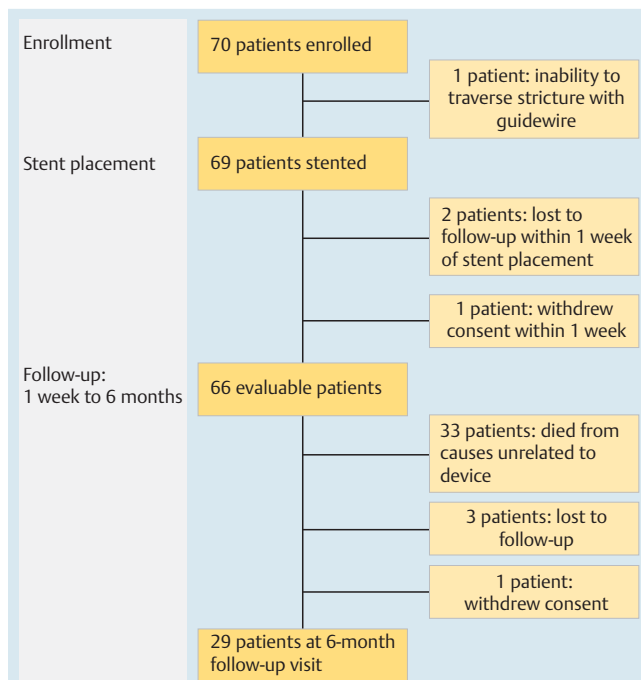 Enrollment
70 patients enrolled
1 patient: inability to
traverse stricture with
guidewire
Stent placement
69 patients stented
2 patients: lost to
follow-up within 1 week
of stent placement
1 patient: withdrew
consent within 1 week
Follow-up:
1 week to 6 months
66 evaluable patients
33 patients: died from
causes unrelated to
device
3 patients: lost to
follow-up
1 patient:
withdrew consent
29 patients at 6-month
follow-up visit